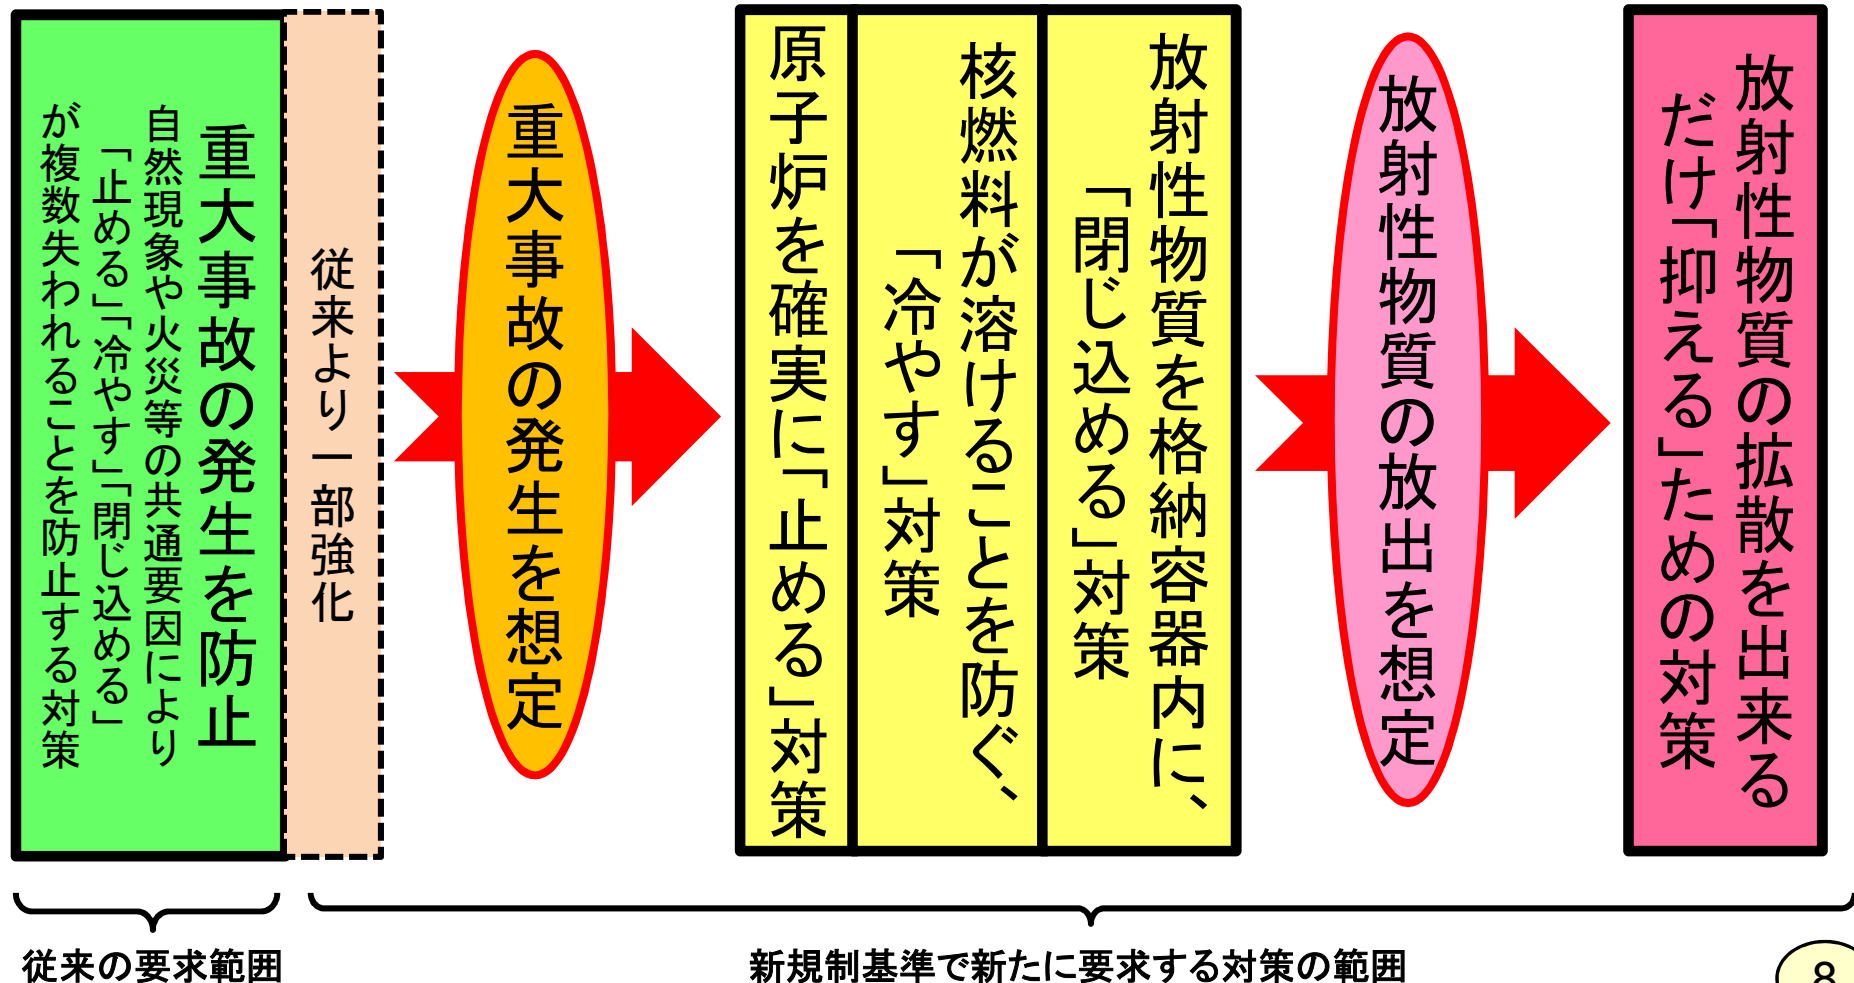 重大事故の発生を防止
自然現象や火災等の共通要因により
「止める」「冷やす」「閉じ込める」
が複数失われることを防止する対策
従来より一部強化
重大事故の発生を想定
原子炉を確実に「止める」対策
核燃料が溶けることを防ぐ、
「冷やす」対策
放射性物質を格納容器内に、
「閉じ込める」対策
放射性物質の放出を想定
放射性物質の拡散を出来る
だけ「抑える」ための対策
従来の要求範囲
新規制基準で新たに要求する対策の範囲
8